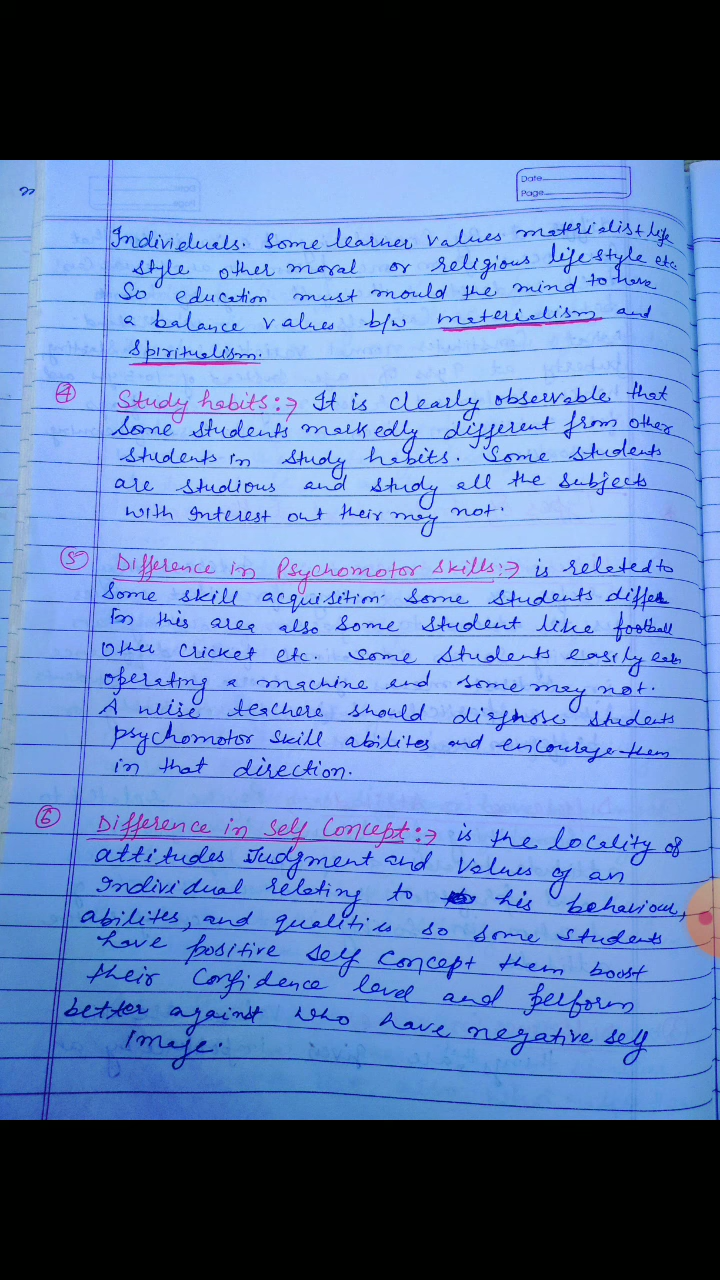 Date
Page
Individuals. Some learner values materialist life
style other moral or religious life style etc
So education must mould the mind to have
a balance values b/w materialism and
Spiritualism.
④ Study habits:→ It is clearly observable that
Some students markedly different from other
students in study habits. Some students
are studious and study all the subjects
with Interest out their may not.
⑤ Difference in Psychomotor Skills:→ is related to
Some skill acquisition. Some students differ
In this area also some student like football
other cricket etc. some students easily
operating a machine and some may not.
A wise teachere should diagnose students
psychomotor skill abilites and encourage them
in that direction.
⑥ Difference in Self Concept:→ is the locality of
attitudes Judgment and Values of an
Individual relating to his behaviour,
abilites, and qualities so some students
have positive self concept them boost
their confidence level and perform
better against who have negative self
Image.